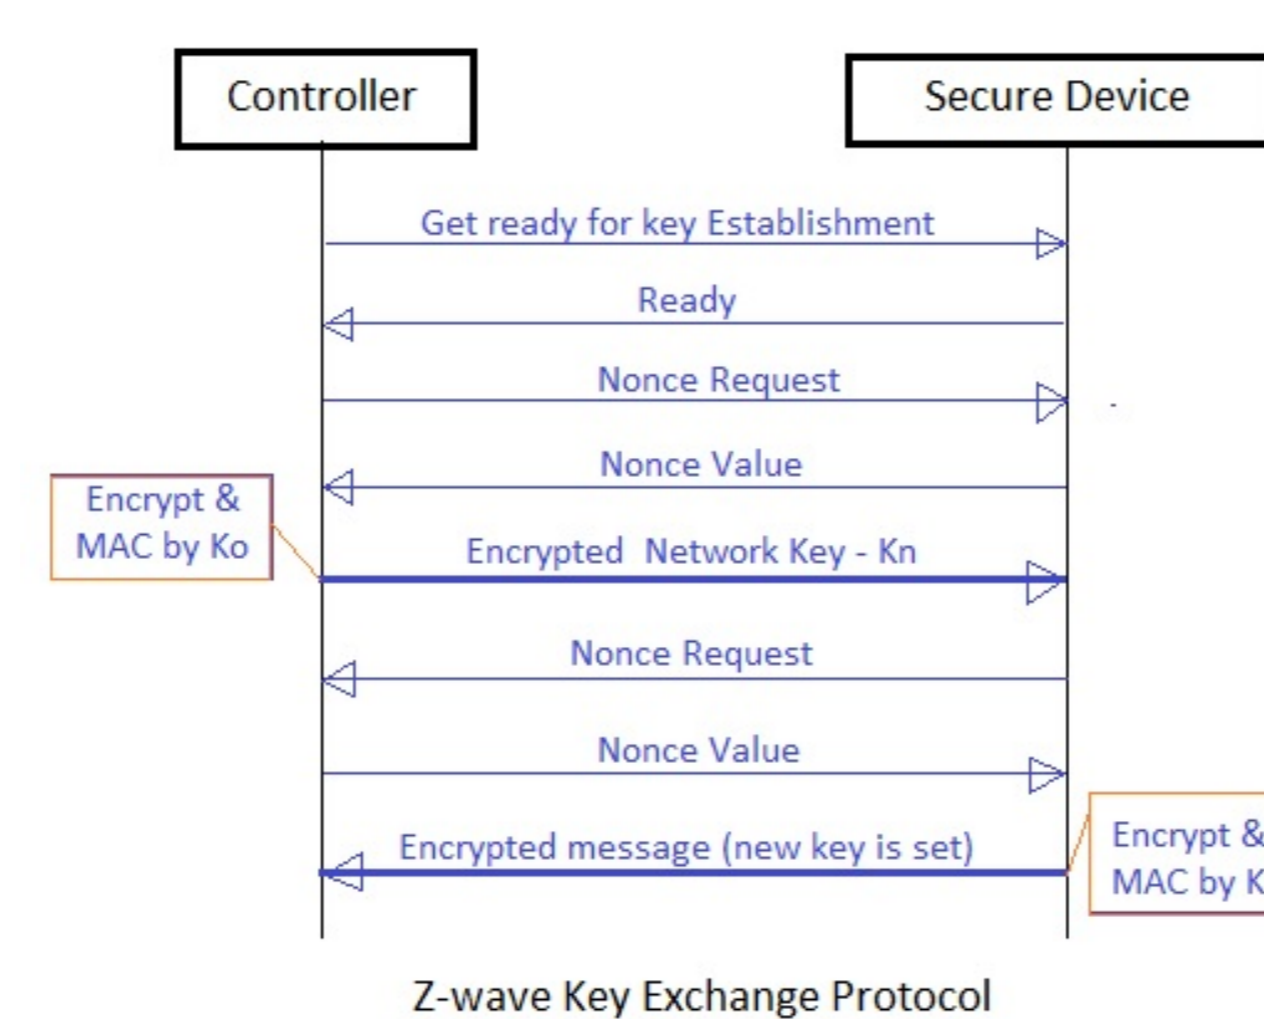 Controller
Secure Device
Get ready for key Establishment
Ready
Nonce Request
Nonce Value
Encrypt &
MAC by Ko
Encrypted Network Key - Kn
Nonce Request
Nonce Value
Encrypted message (new key is set)
Encrypt &
MAC by
Z-wave Key Exchange Protocol